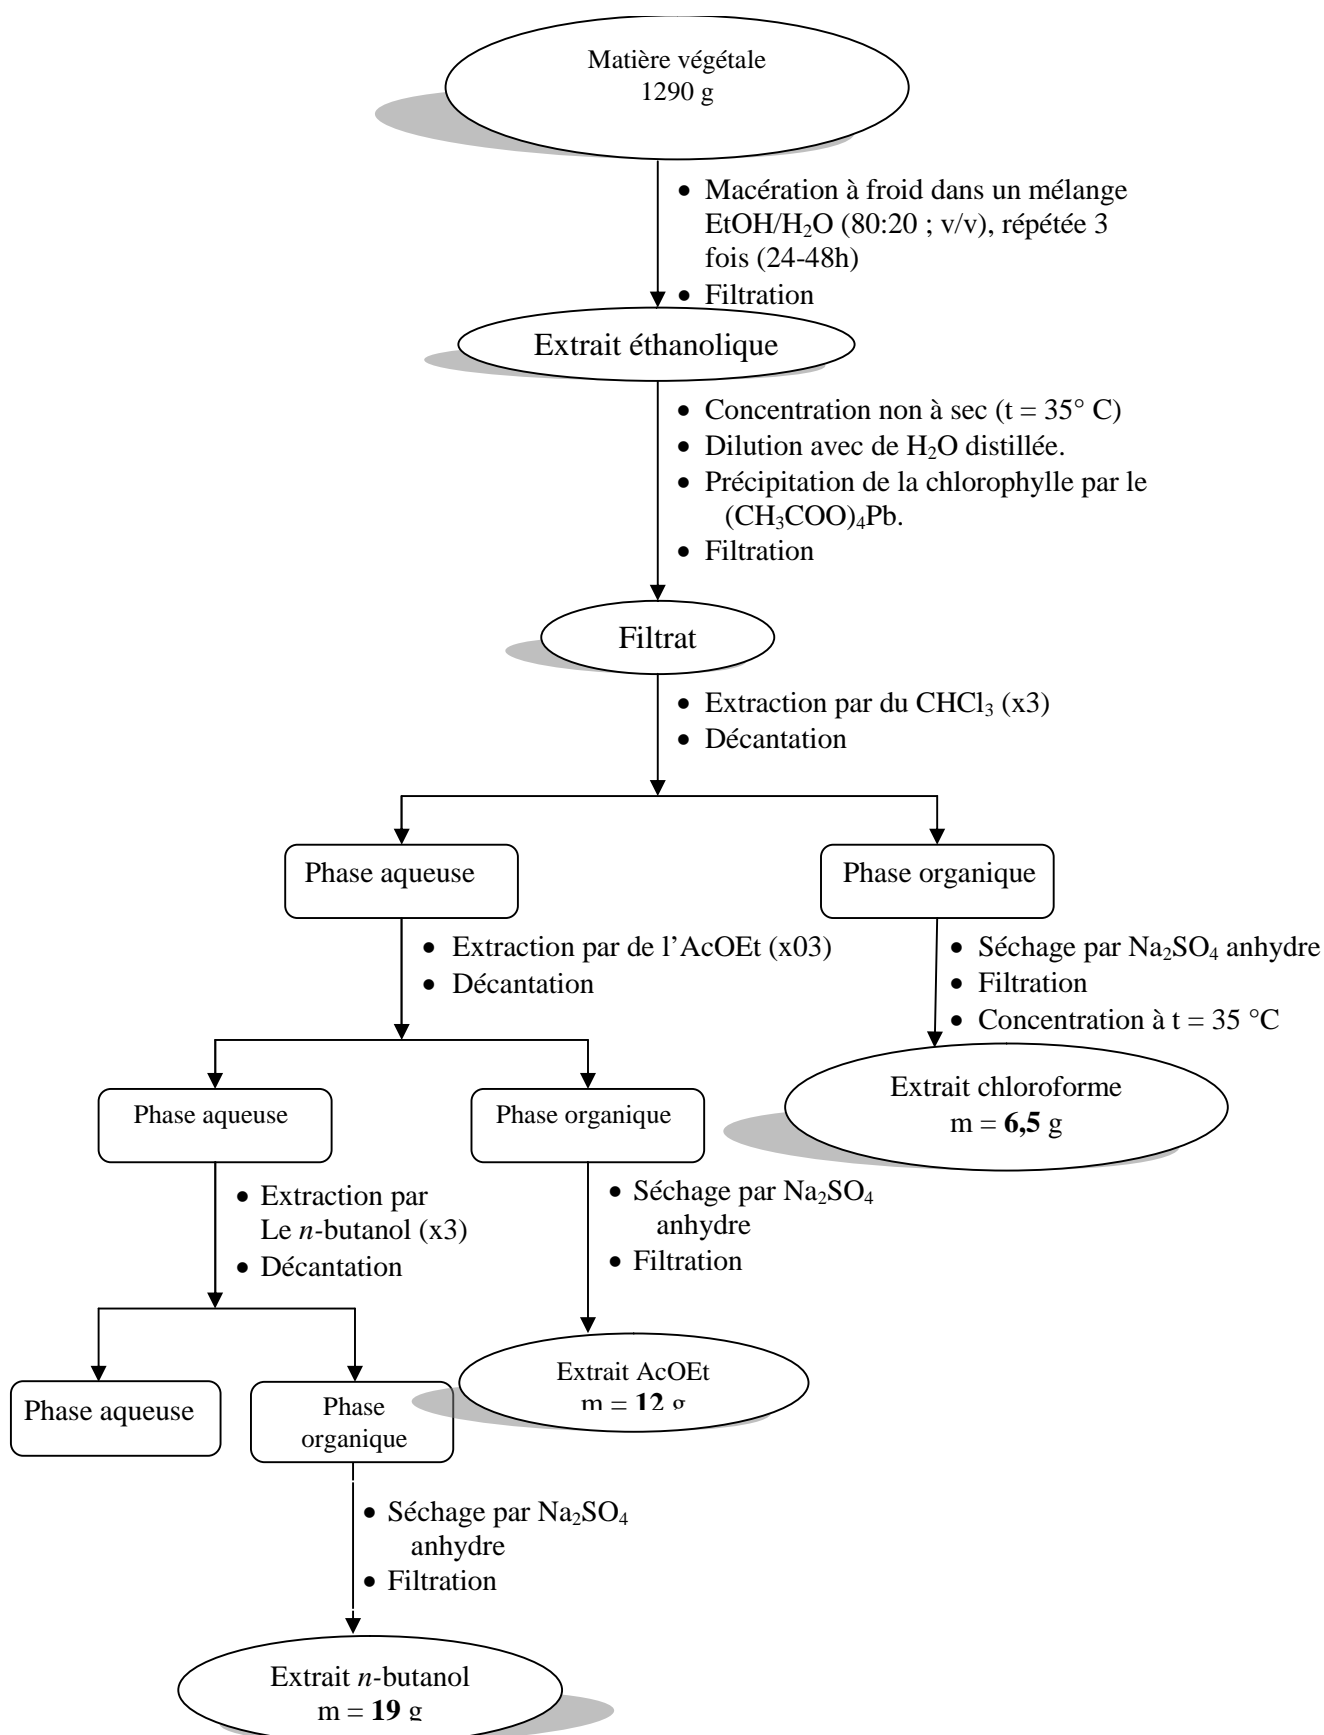 Matière végétale
1290 g
• Macération à froid dans un mélange
EtOH/H₂O (80:20 ; v/v), répétée 3
fois (24-48h)
• Filtration
Extrait éthanolique
• Concentration non à sec (t = 35° C)
• Dilution avec de H₂O distillée.
• Précipitation de la chlorophylle par le
(CH₃COO)₄Pb.
• Filtration
Filtrat
• Extraction par du CHCl₃ (x3)
• Décantation
Phase aqueuse
Phase organique
• Extraction par de l’AcOEt (x03)
• Décantation
• Séchage par Na₂SO₄ anhydre
• Filtration
• Concentration à t = 35 °C
Extrait chloroforme
m = 6,5 g
Phase aqueuse
Phase organique
• Extraction par
Le n-butanol (x3)
• Décantation
• Séchage par Na₂SO₄
anhydre
• Filtration
Extrait AcOEt
m = 12 g
Phase aqueuse
Phase
organique
• Séchage par Na₂SO₄
anhydre
• Filtration
Extrait n-butanol
m = 19 g